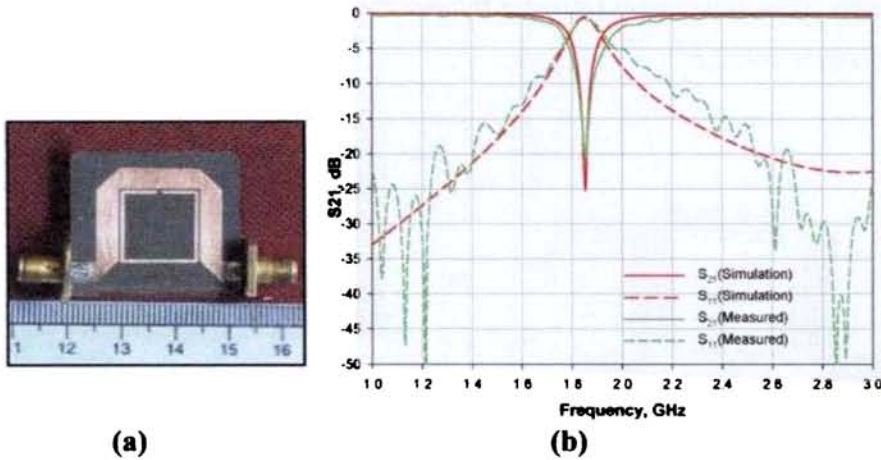 0
-5
-10
-15
-20
-25
-30
-35
-40
-45
-50
S21, dB
S21(Simulation)
S11(Simulation)
S21(Measured)
S11(Measured)
1 0 1 2 1 4 1 6 1 8 2 0 2 2 2 4 2 6 2 8 3 0
Frequency, GHz
1 12 13 14 15 16
(a) (b)